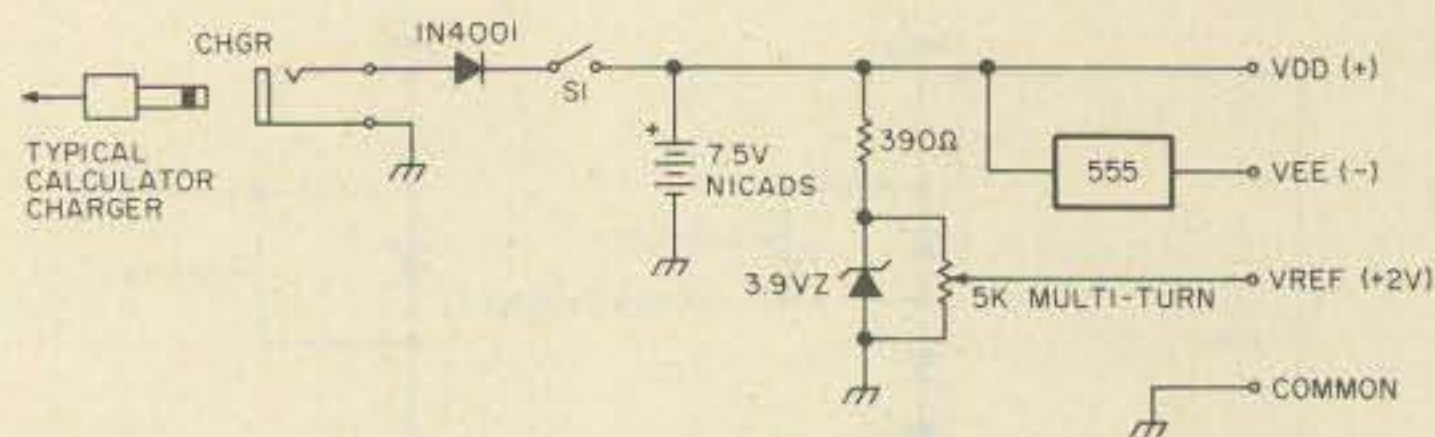 CHGR
IN4001
S1
TYPICAL
CALCULATOR
CHARGER
+
7.5V
NICADS
390Ω
555
3.9VZ
5K MULTI-TURN
VDD (+)
VEE (-)
VREF (+2V)
COMMON